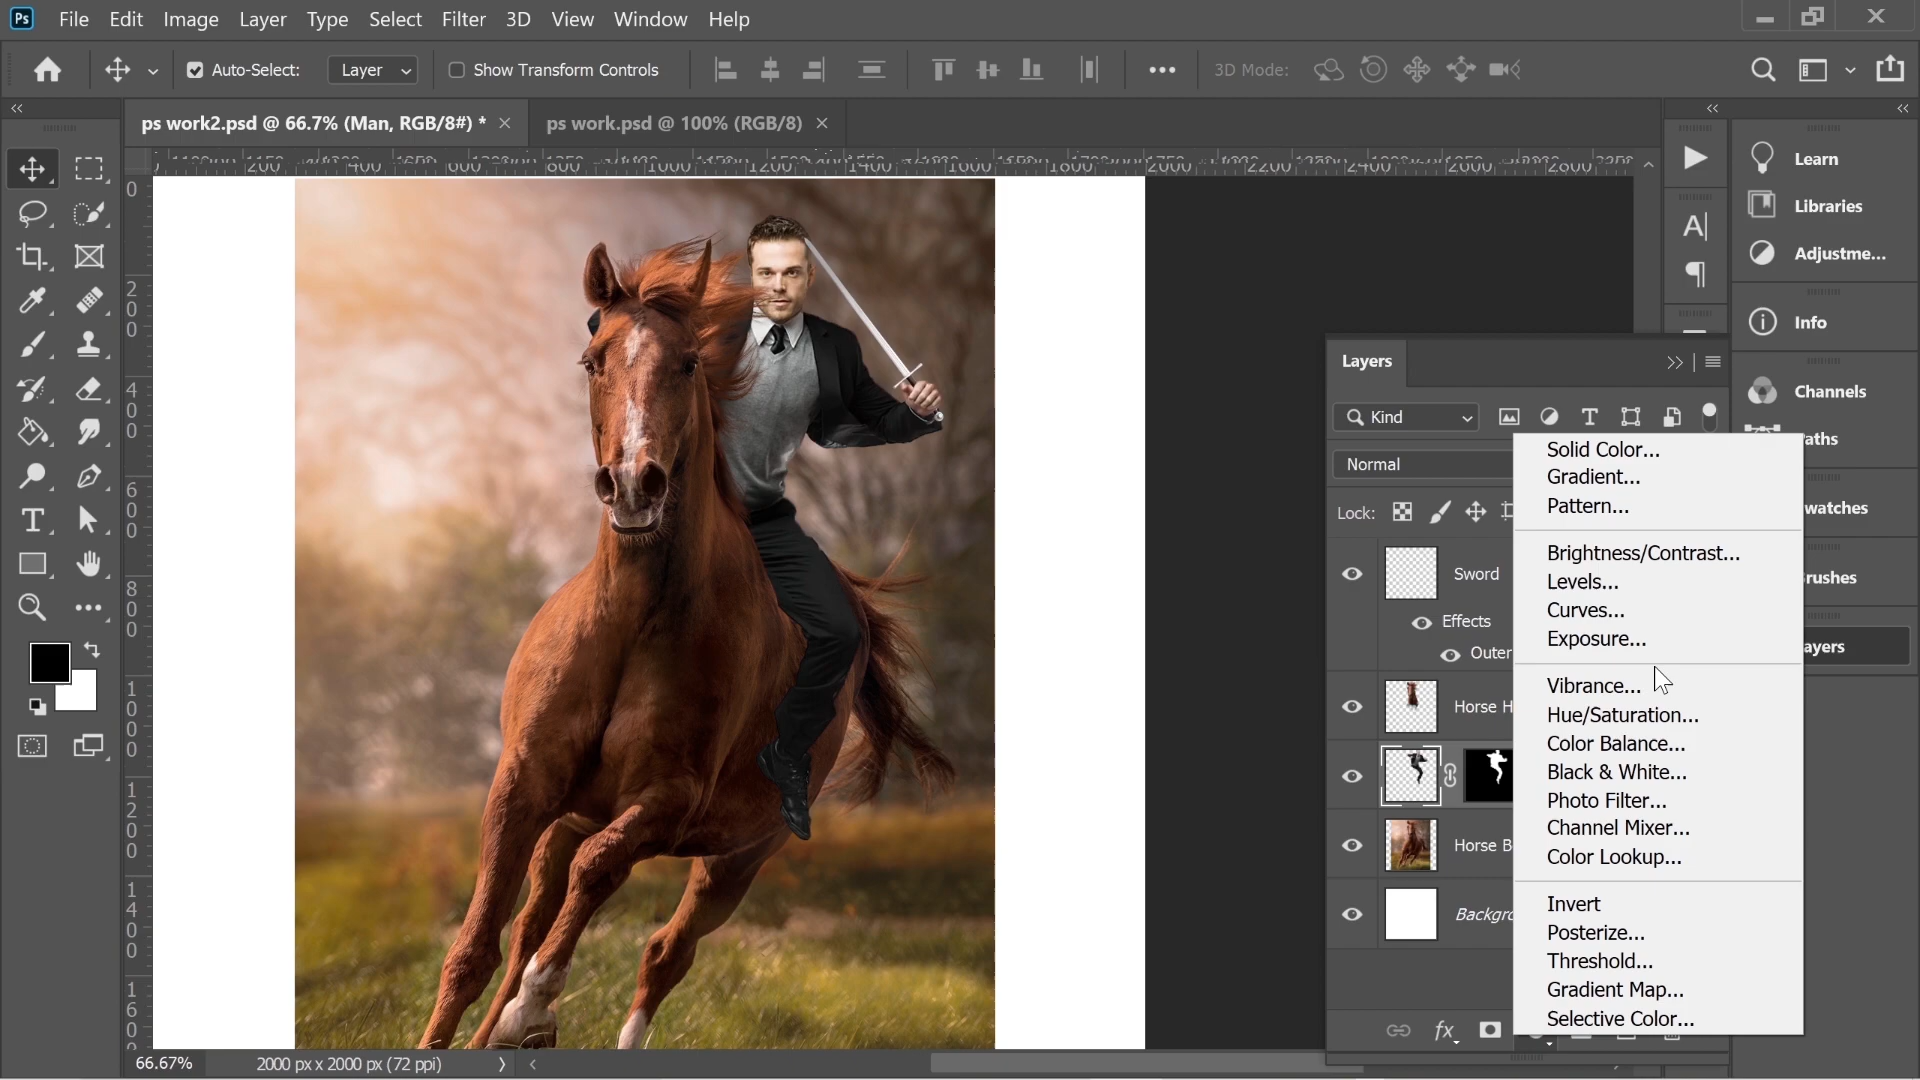 Ps File Edit Image Layer Type Select Filter 3D View Window Help
Auto-Select: Layer Show Transform Controls 3D Mode:
ps work2.psd @ 66.7% (Man, RGB/8#) * ps work.psd @ 100% (RGB/8)
Learn
Libraries
Adjustme...
Info
Channels
aths
watches
rushes
ayers
Layers
Kind
Normal
Lock:
Sword
Effects
Outer
Horse H
Horse B
Backgro
Solid Color...
Gradient...
Pattern...
Brightness/Contrast...
Levels...
Curves...
Exposure...
Vibrance...
Hue/Saturation...
Color Balance...
Black & White...
Photo Filter...
Channel Mixer...
Color Lookup...
Invert
Posterize...
Threshold...
Gradient Map...
Selective Color...
fx
66.67% 2000 px x 2000 px (72 ppi)